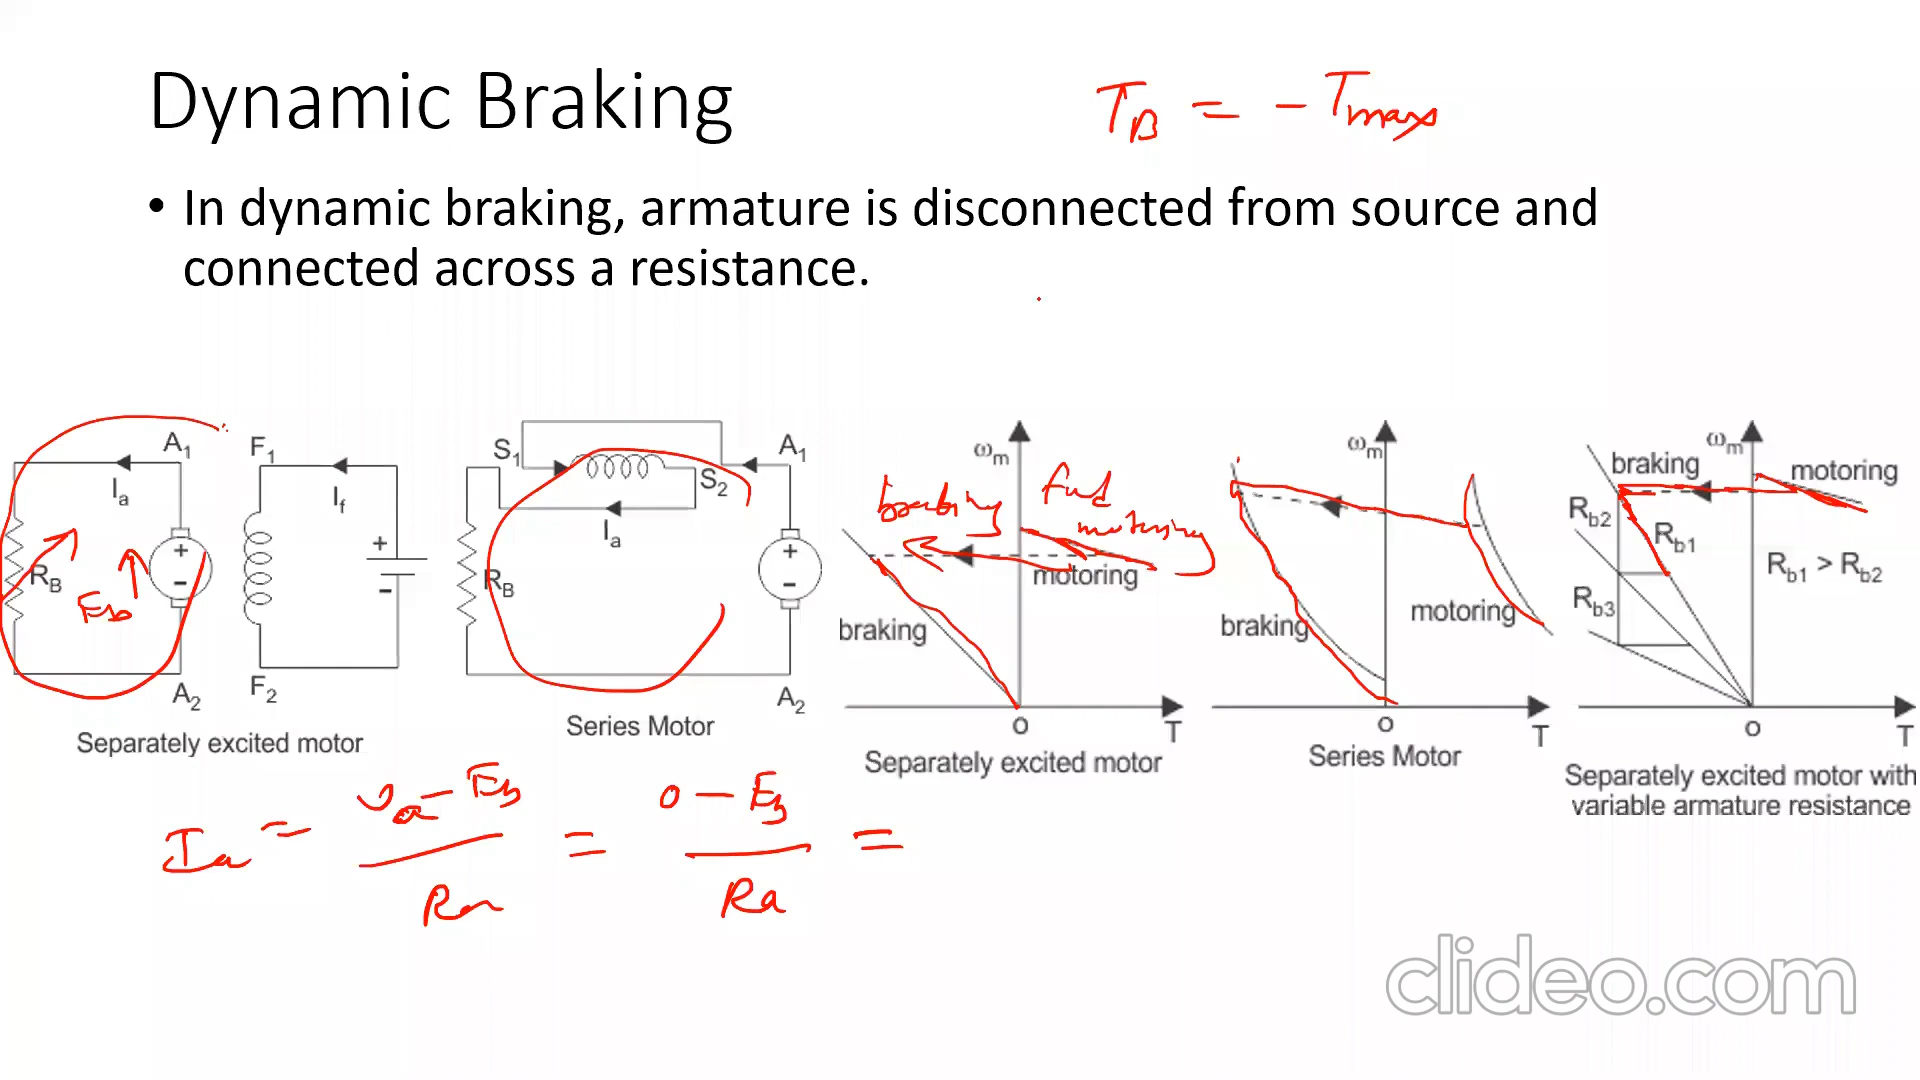 Dynamic Braking
T_B = - Tmax
• In dynamic braking, armature is disconnected from source and
connected across a resistance.
A1
Ia
RB
Eb
+
-
A2
F1
If
+
-
F2
Separately excited motor
S1
S2
A1
Ia
RB
+
-
A2
Series Motor
ωm
braking
fwd
motoring
motoring
braking
O
T
Separately excited motor
ωm
braking
motoring
O
T
Series Motor
ωm
braking
motoring
Rb2
Rb1
Rb1 > Rb2
Rb3
O
T
Separately excited motor with
variable armature resistance
Ia = (Va - Eb) / Ra = (0 - Eb) / Ra =
clideo.com